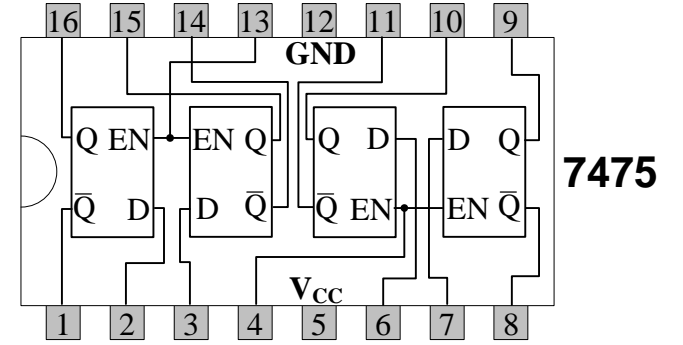 16 15 14 13 12 11 10 9
GND
Q EN EN Q Q D D Q
7475
Q̅ D D Q̅ Q̅ EN EN Q̅
V_CC
1 2 3 4 5 6 7 8